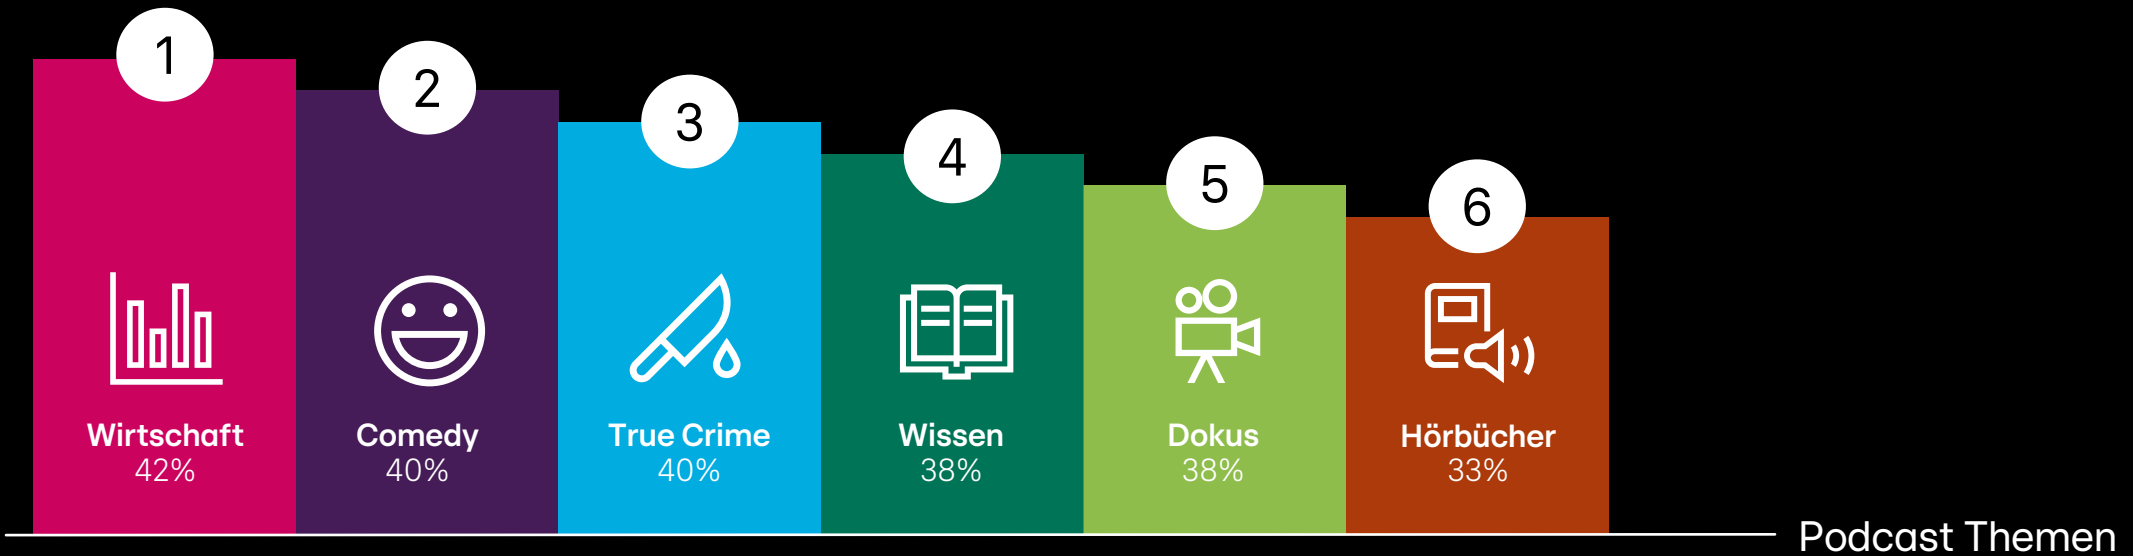 1
2
3
4
5
6
Wirtschaft
42%
Comedy
40%
True Crime
40%
Wissen
38%
Dokus
38%
Hörbücher
33%
Podcast Themen